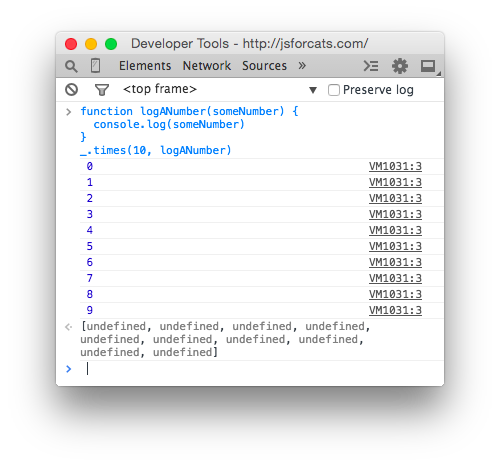 Developer Tools - http://jsforcats.com/
Elements Network Sources »
<top frame> ▼ Preserve log
> function logANumber(someNumber) {
console.log(someNumber)
}
_.times(10, logANumber)
0 VM1031:3
1 VM1031:3
2 VM1031:3
3 VM1031:3
4 VM1031:3
5 VM1031:3
6 VM1031:3
7 VM1031:3
8 VM1031:3
9 VM1031:3
[undefined, undefined, undefined, undefined,
undefined, undefined, undefined, undefined,
undefined, undefined]
>